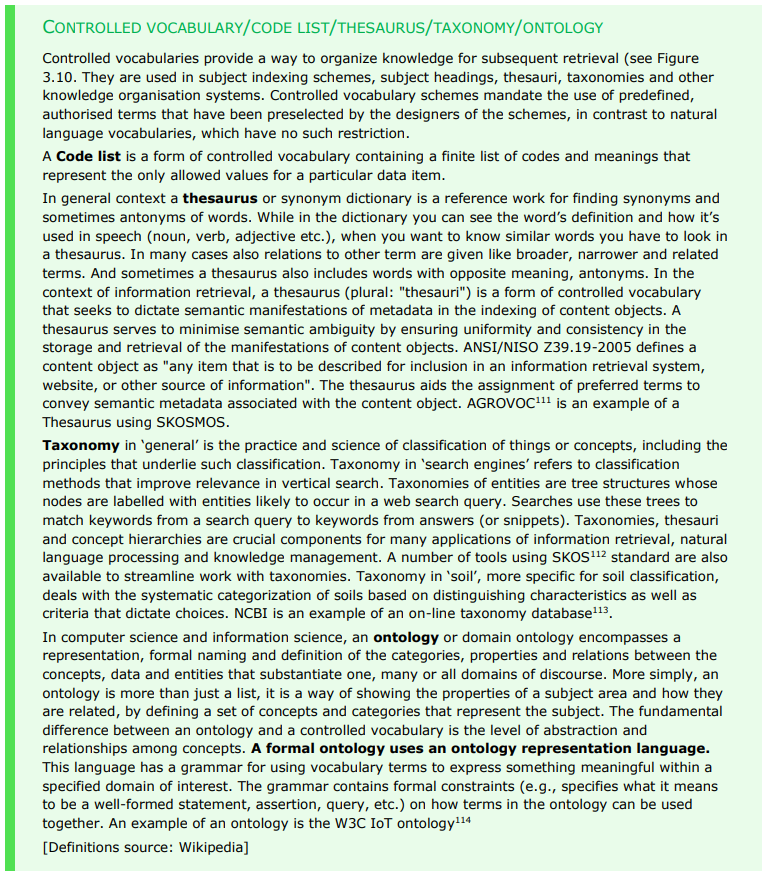 CONTROLLED VOCABULARY/CODE LIST/THESAURUS/TAXONOMY/ONTOLOGY
Controlled vocabularies provide a way to organize knowledge for subsequent retrieval (see Figure
3.10. They are used in subject indexing schemes, subject headings, thesauri, taxonomies and other
knowledge organisation systems. Controlled vocabulary schemes mandate the use of predefined,
authorised terms that have been preselected by the designers of the schemes, in contrast to natural
language vocabularies, which have no such restriction.
A Code list is a form of controlled vocabulary containing a finite list of codes and meanings that
represent the only allowed values for a particular data item.
In general context a thesaurus or synonym dictionary is a reference work for finding synonyms and
sometimes antonyms of words. While in the dictionary you can see the word’s definition and how it’s
used in speech (noun, verb, adjective etc.), when you want to know similar words you have to look in
a thesaurus. In many cases also relations to other term are given like broader, narrower and related
terms. And sometimes a thesaurus also includes words with opposite meaning, antonyms. In the
context of information retrieval, a thesaurus (plural: "thesauri") is a form of controlled vocabulary
that seeks to dictate semantic manifestations of metadata in the indexing of content objects. A
thesaurus serves to minimise semantic ambiguity by ensuring uniformity and consistency in the
storage and retrieval of the manifestations of content objects. ANSI/NISO Z39.19-2005 defines a
content object as "any item that is to be described for inclusion in an information retrieval system,
website, or other source of information". The thesaurus aids the assignment of preferred terms to
convey semantic metadata associated with the content object. AGROVOC¹¹¹ is an example of a
Thesaurus using SKOSMOS.
Taxonomy in ‘general’ is the practice and science of classification of things or concepts, including the
principles that underlie such classification. Taxonomy in ‘search engines’ refers to classification
methods that improve relevance in vertical search. Taxonomies of entities are tree structures whose
nodes are labelled with entities likely to occur in a web search query. Searches use these trees to
match keywords from a search query to keywords from answers (or snippets). Taxonomies, thesauri
and concept hierarchies are crucial components for many applications of information retrieval, natural
language processing and knowledge management. A number of tools using SKOS¹¹² standard are also
available to streamline work with taxonomies. Taxonomy in ‘soil’, more specific for soil classification,
deals with the systematic categorization of soils based on distinguishing characteristics as well as
criteria that dictate choices. NCBI is an example of an on-line taxonomy database¹¹³.
In computer science and information science, an ontology or domain ontology encompasses a
representation, formal naming and definition of the categories, properties and relations between the
concepts, data and entities that substantiate one, many or all domains of discourse. More simply, an
ontology is more than just a list, it is a way of showing the properties of a subject area and how they
are related, by defining a set of concepts and categories that represent the subject. The fundamental
difference between an ontology and a controlled vocabulary is the level of abstraction and
relationships among concepts. A formal ontology uses an ontology representation language.
This language has a grammar for using vocabulary terms to express something meaningful within a
specified domain of interest. The grammar contains formal constraints (e.g., specifies what it means
to be a well-formed statement, assertion, query, etc.) on how terms in the ontology can be used
together. An example of an ontology is the W3C IoT ontology¹¹⁴
[Definitions source: Wikipedia]